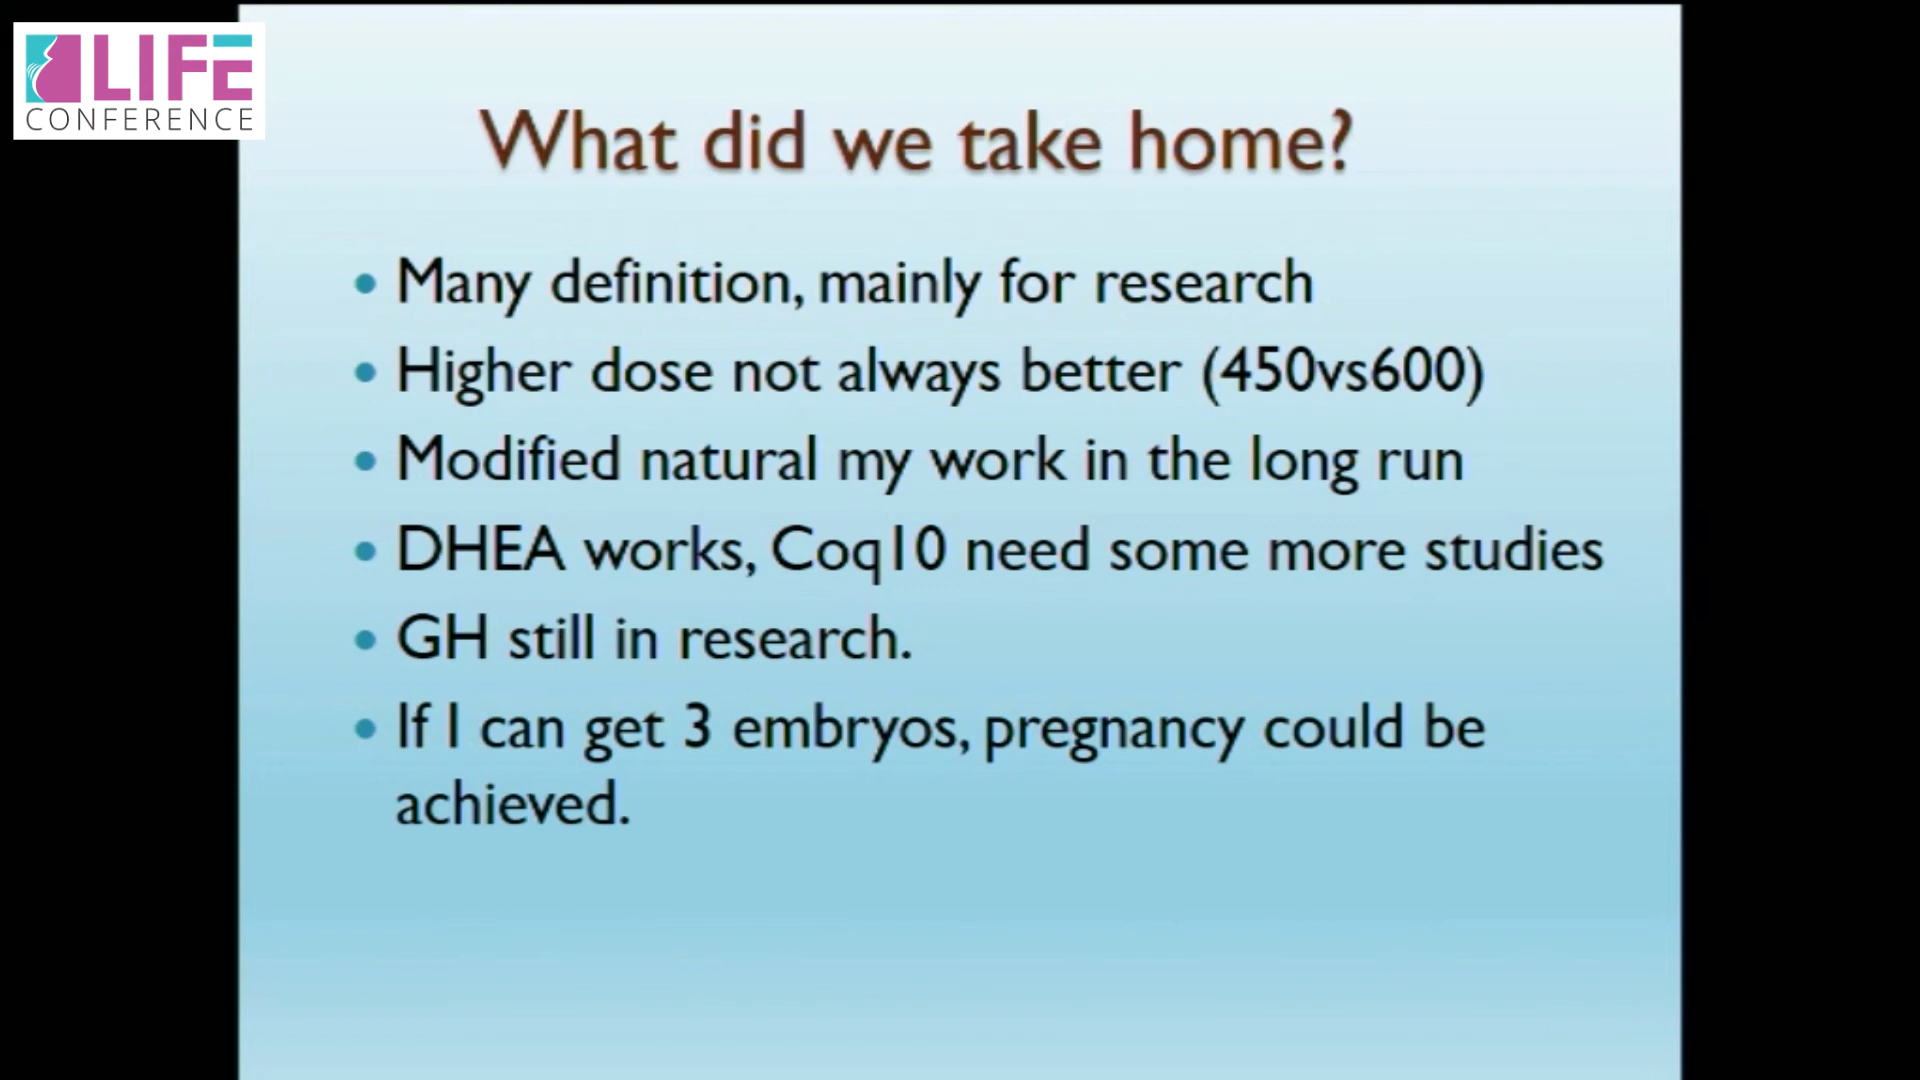 LIFE
CONFERENCE
What did we take home?
• Many definition, mainly for research
• Higher dose not always better (450vs600)
• Modified natural my work in the long run
• DHEA works, Coq10 need some more studies
• GH still in research.
• If I can get 3 embryos, pregnancy could be
achieved.